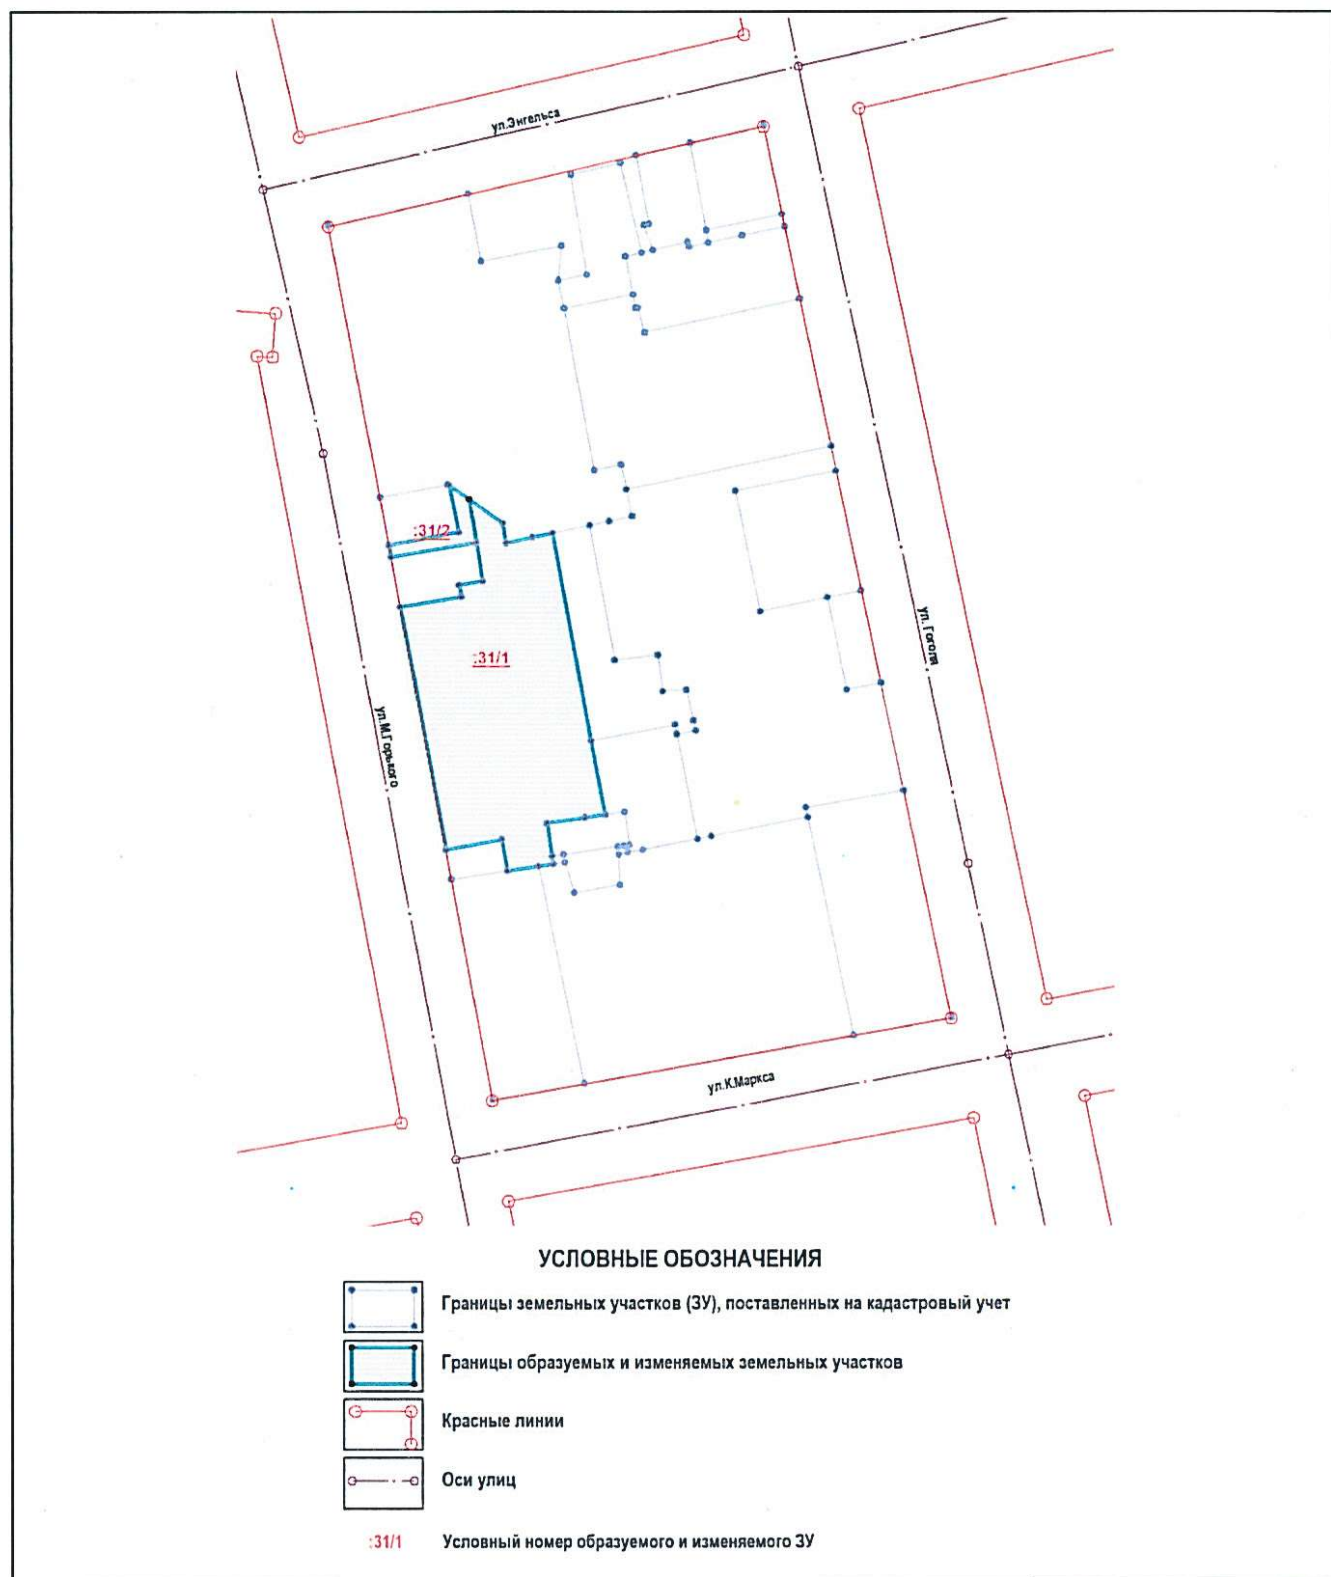 ул.Энгельса
:31/2
:31/1
ул. Гоголя
ул.М.Горького
ул.К.Маркса
УСЛОВНЫЕ ОБОЗНАЧЕНИЯ
Границы земельных участков (ЗУ), поставленных на кадастровый учет
Границы образуемых и изменяемых земельных участков
Красные линии
Оси улиц
:31/1 Условный номер образуемого и изменяемого ЗУ